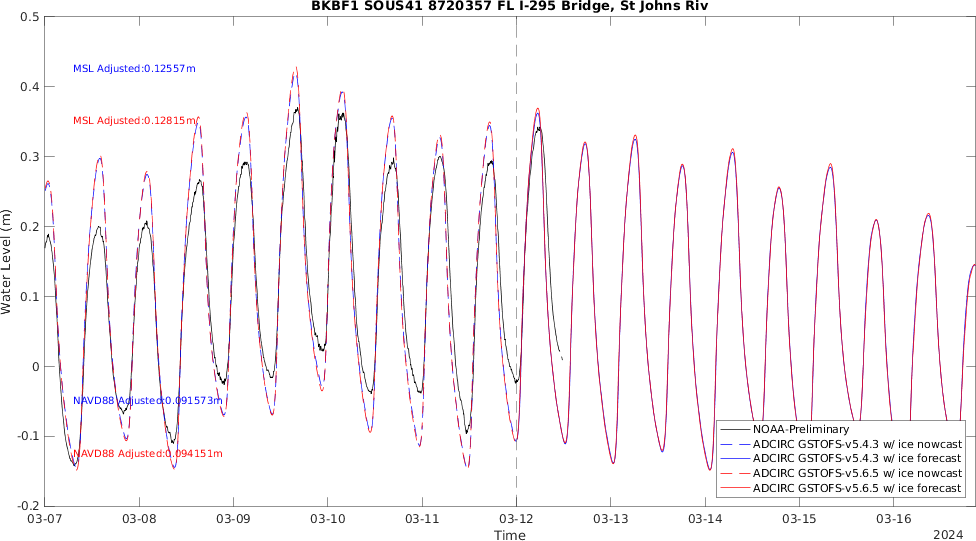 BKBF1 SOUS41 8720357 FL I-295 Bridge, St Johns Riv
0.5
0.4
0.3
0.2
0.1
0
-0.1
-0.2
Water Level (m)
MSL Adjusted:0.12557m
MSL Adjusted:0.12815m
NAVD88 Adjusted:0.091573m
NAVD88 Adjusted:0.094151m
NOAA-Preliminary
ADCIRC GSTOFS-v5.4.3 w/ ice nowcast
ADCIRC GSTOFS-v5.4.3 w/ ice forecast
ADCIRC GSTOFS-v5.6.5 w/ ice nowcast
ADCIRC GSTOFS-v5.6.5 w/ ice forecast
03-07 03-08 03-09 03-10 03-11 03-12 03-13 03-14 03-15 03-16
Time
2024